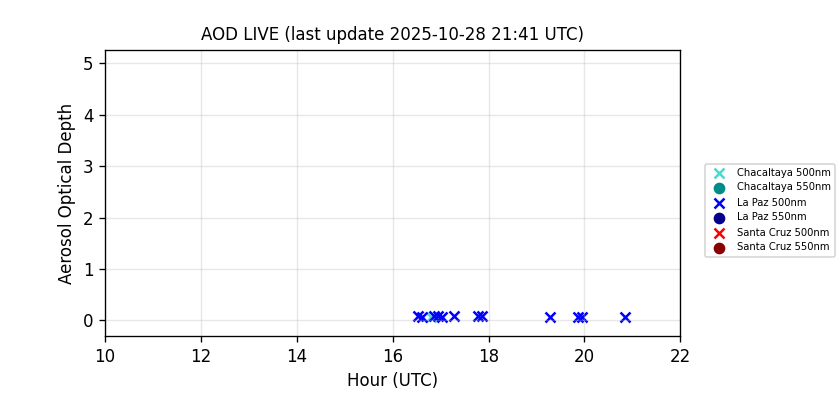 AOD LIVE (last update 2025-10-28 21:41 UTC)
Aerosol Optical Depth
5
4
3
2
1
0
10 12 14 16 18 20 22
Hour (UTC)
Chacaltaya 500nm
Chacaltaya 550nm
La Paz 500nm
La Paz 550nm
Santa Cruz 500nm
Santa Cruz 550nm